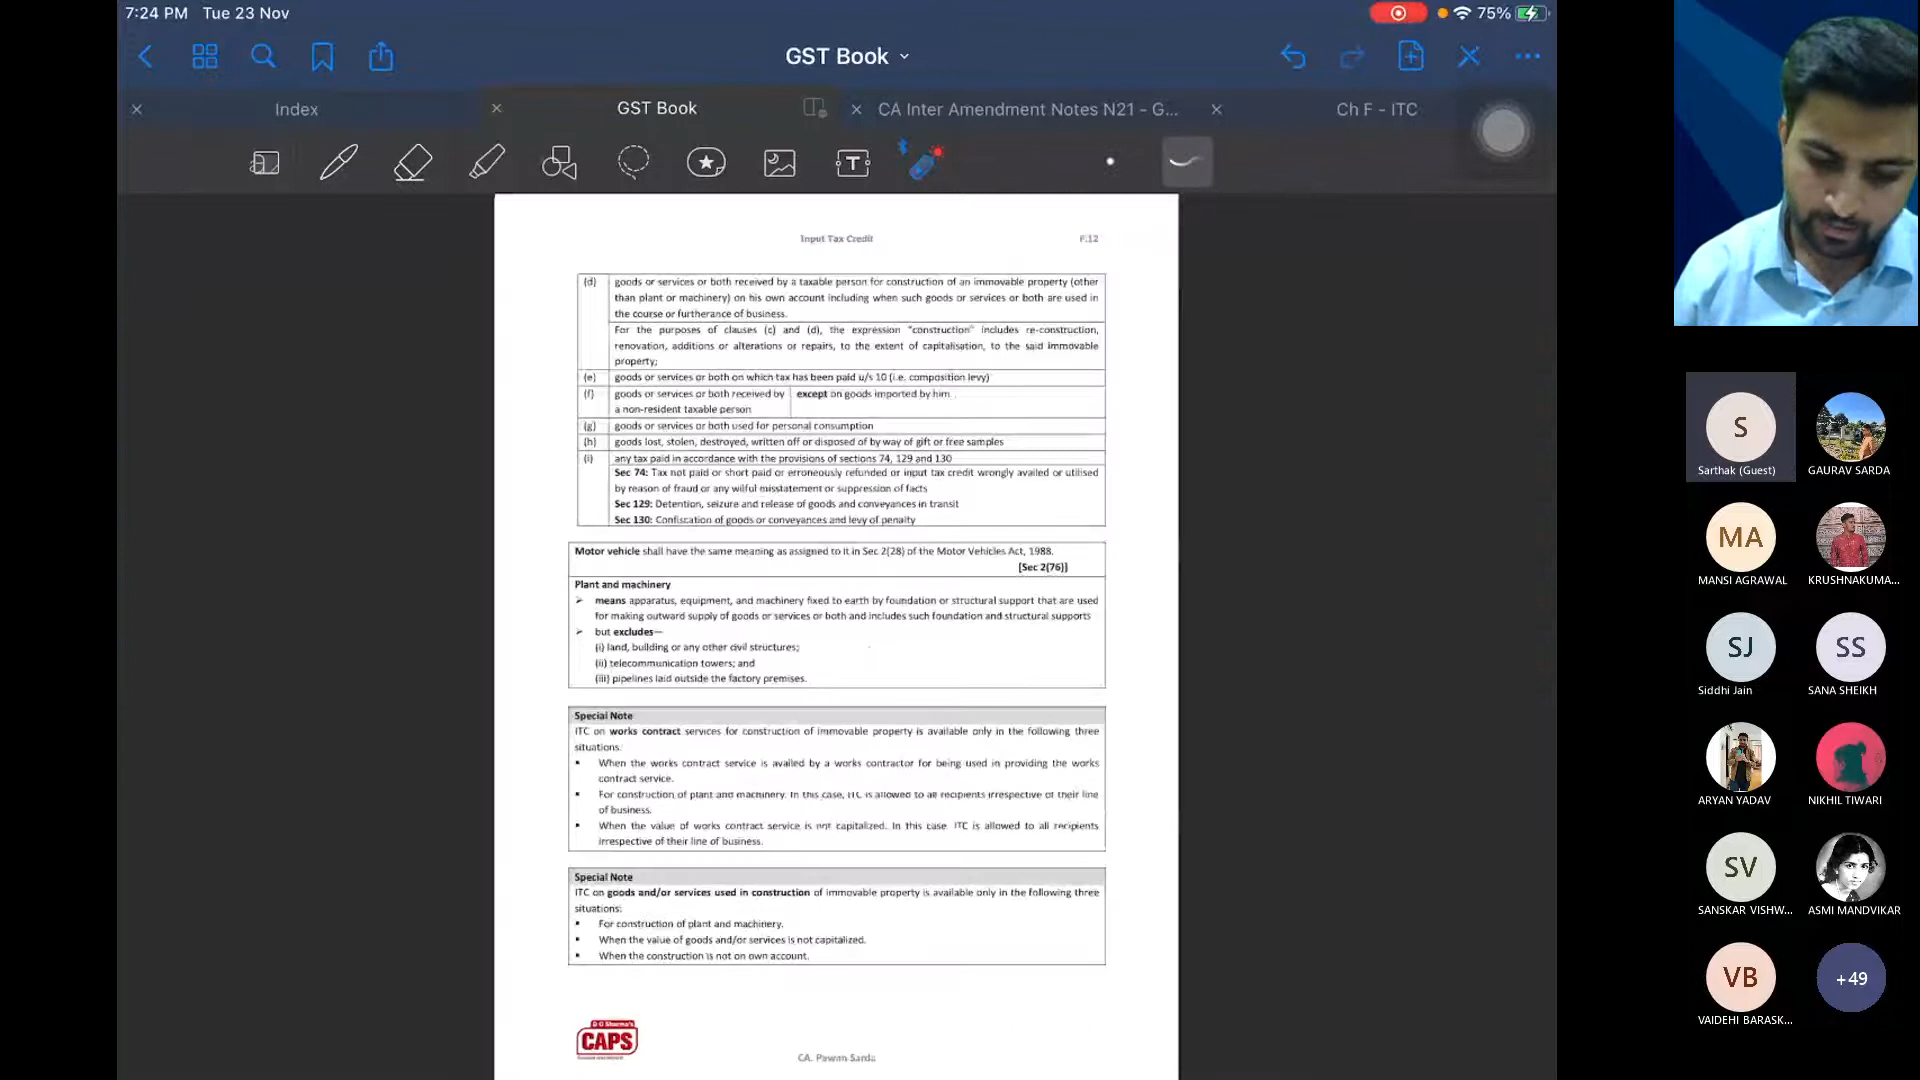 7:24 PM Tue 23 Nov
75%
GST Book
Index
GST Book
CA Inter Amendment Notes N21 - G...
Ch F - ITC
T
Input Tax Credit F.12
(d) goods or services or both received by a taxable person for construction of an immovable property (other
than plant or machinery) on his own account including when such goods or services or both are used in
the course or furtherance of business.
For the purposes of clauses (c) and (d), the expression "construction" includes re-construction,
renovation, additions or alterations or repairs, to the extent of capitalisation, to the said immovable
property;
(e) goods or services or both on which tax has been paid u/s 10 (i.e. composition levy)
(f) goods or services or both received by except on goods imported by him.
a non-resident taxable person
(g) goods or services or both used for personal consumption
(h) goods lost, stolen, destroyed, written off or disposed of by way of gift or free samples
(i) any tax paid in accordance with the provisions of sections 74, 129 and 130
Sec 74: Tax not paid or short paid or erroneously refunded or input tax credit wrongly availed or utilised
by reason of fraud or any wilful misstatement or suppression of facts
Sec 129: Detention, seizure and release of goods and conveyances in transit
Sec 130: Confiscation of goods or conveyances and levy of penalty
Motor vehicle shall have the same meaning as assigned to it in Sec 2(28) of the Motor Vehicles Act, 1988.
[Sec 2(76)]
Plant and machinery
➢ means apparatus, equipment, and machinery fixed to earth by foundation or structural support that are used
for making outward supply of goods or services or both and includes such foundation and structural supports
➢ but excludes—
(i) land, building or any other civil structures;
(ii) telecommunication towers; and
(iii) pipelines laid outside the factory premises.
Special Note
ITC on works contract services for construction of immovable property is available only in the following three
situations:
▪ When the works contract service is availed by a works contractor for being used in providing the works
contract service.
▪ For construction of plant and machinery. In this case, ITC is allowed to all recipients irrespective of their line
of business.
▪ When the value of works contract service is not capitalized. In this case ITC is allowed to all recipients
irrespective of their line of business.
Special Note
ITC on goods and/or services used in construction of immovable property is available only in the following three
situations:
▪ For construction of plant and machinery.
▪ When the value of goods and/or services is not capitalized.
▪ When the construction is not on own account.
D G Sharma's
CAPS
CA. Pawan Sarda
S
Sarthak (Guest) GAURAV SARDA
MA
MANSI AGRAWAL KRUSHNAKUMA...
SJ SS
Siddhi Jain SANA SHEIKH
ARYAN YADAV NIKHIL TIWARI
SV
SANSKAR VISHW... ASMI MANDVIKAR
VB +49
VAIDEHI BARASK...